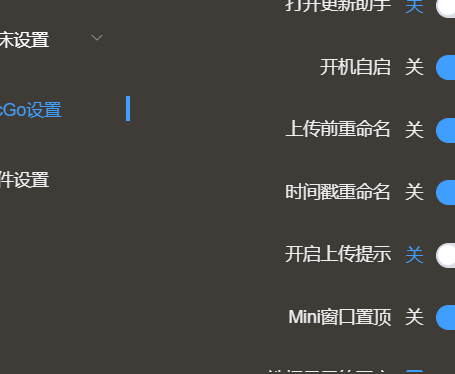 打开更新助手 关
床设置
开机自启 关
cGo设置
上传前重命名 关
件设置
时间戳重命名 关
开启上传提示 关
Mini窗口置顶 关